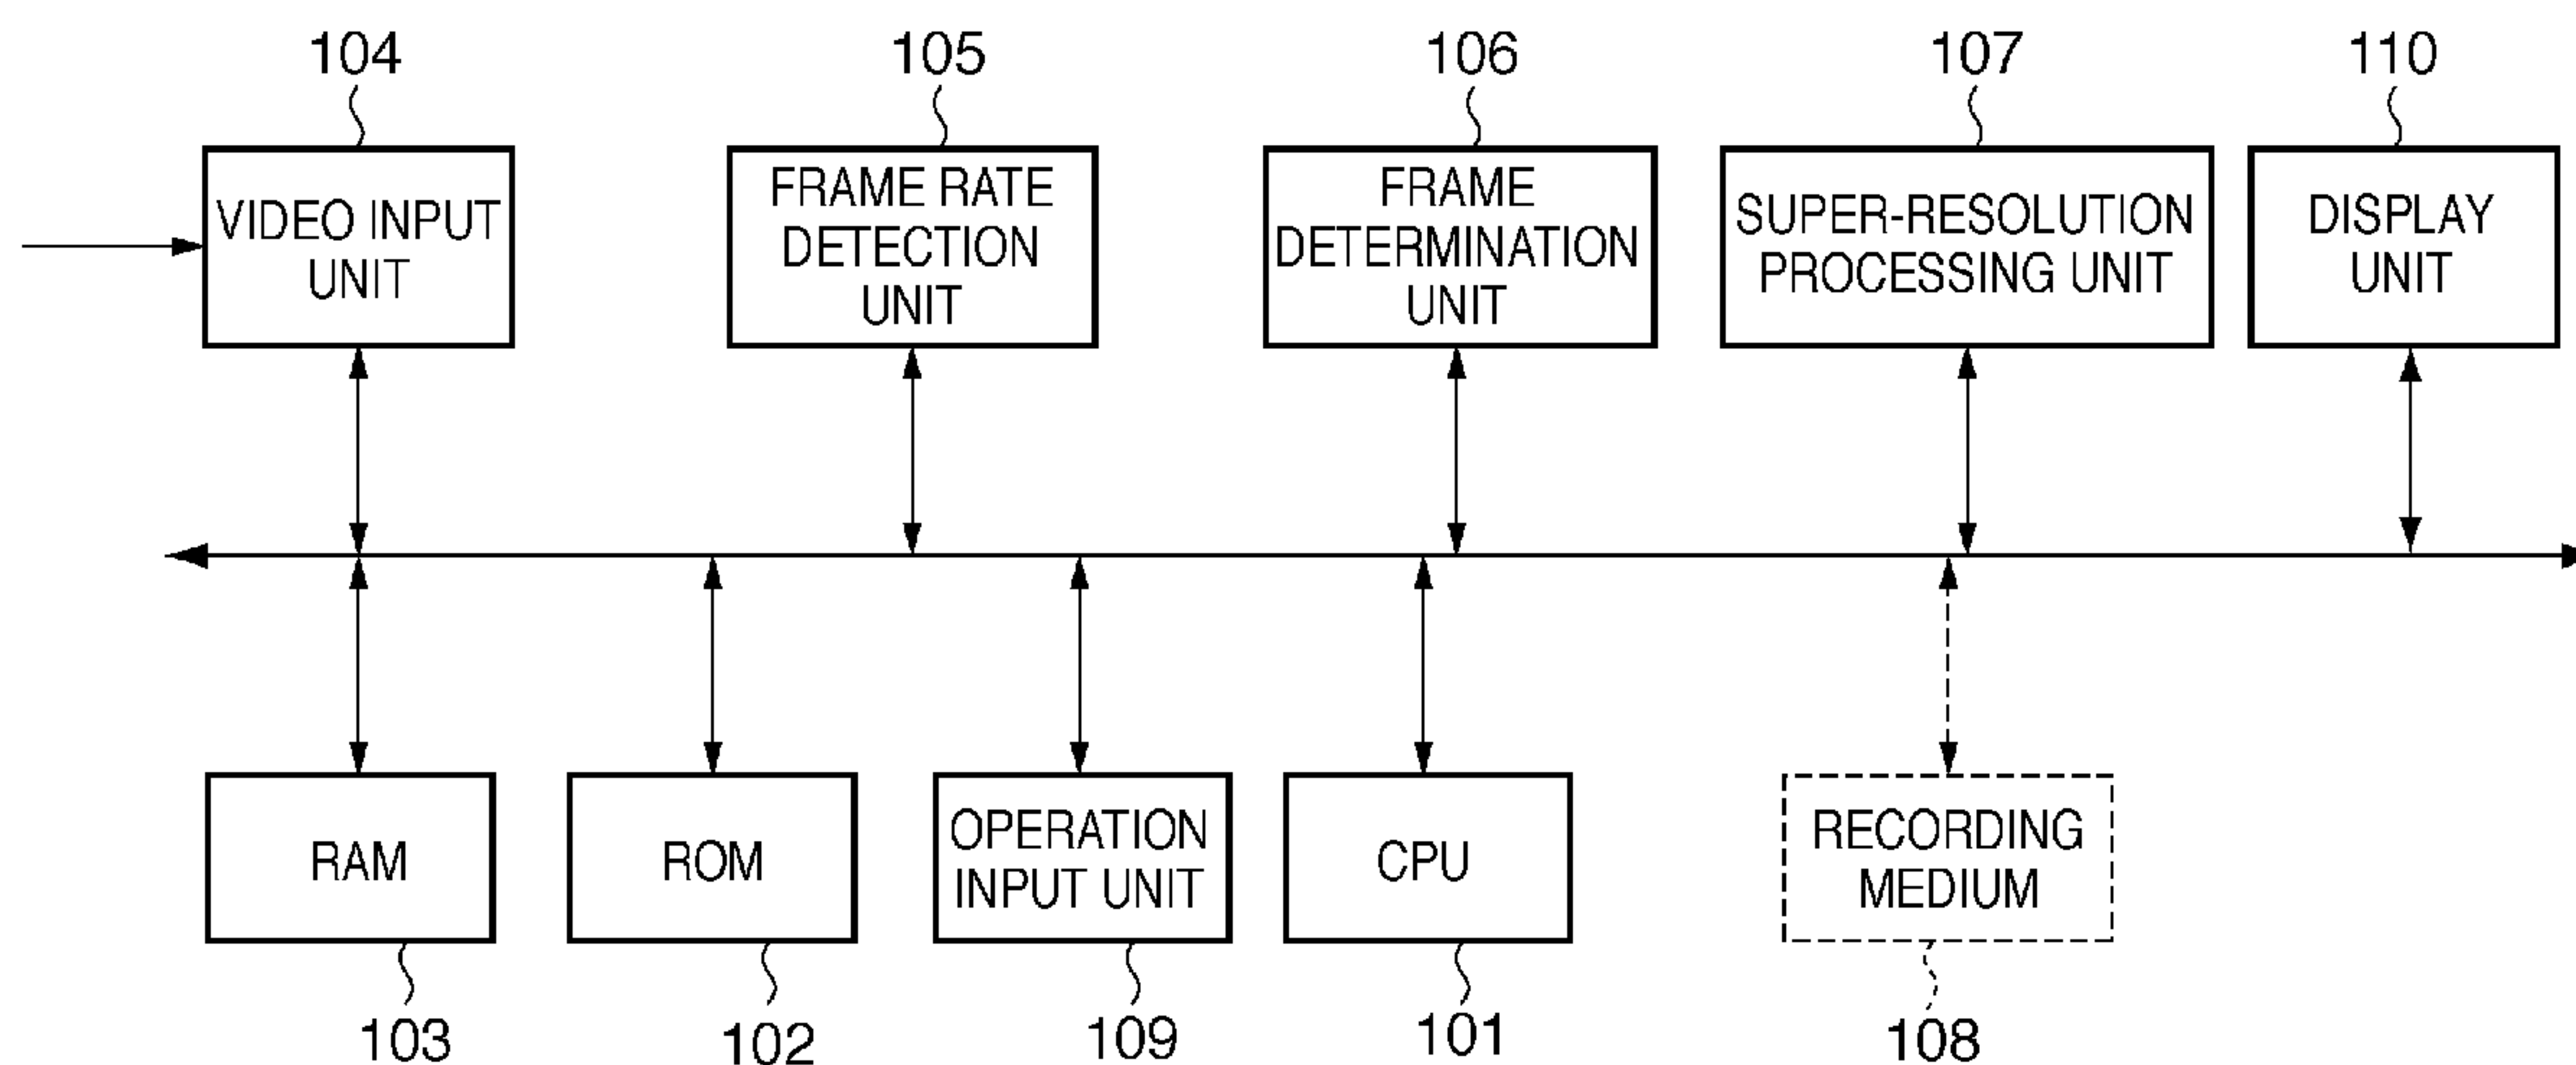 104
105
106
107
110
VIDEO INPUT
UNIT
FRAME RATE
DETECTION
UNIT
FRAME
DETERMINATION
UNIT
SUPER-RESOLUTION
PROCESSING UNIT
DISPLAY
UNIT
RAM
ROM
OPERATION
INPUT UNIT
CPU
RECORDING
MEDIUM
103
102
109
101
108